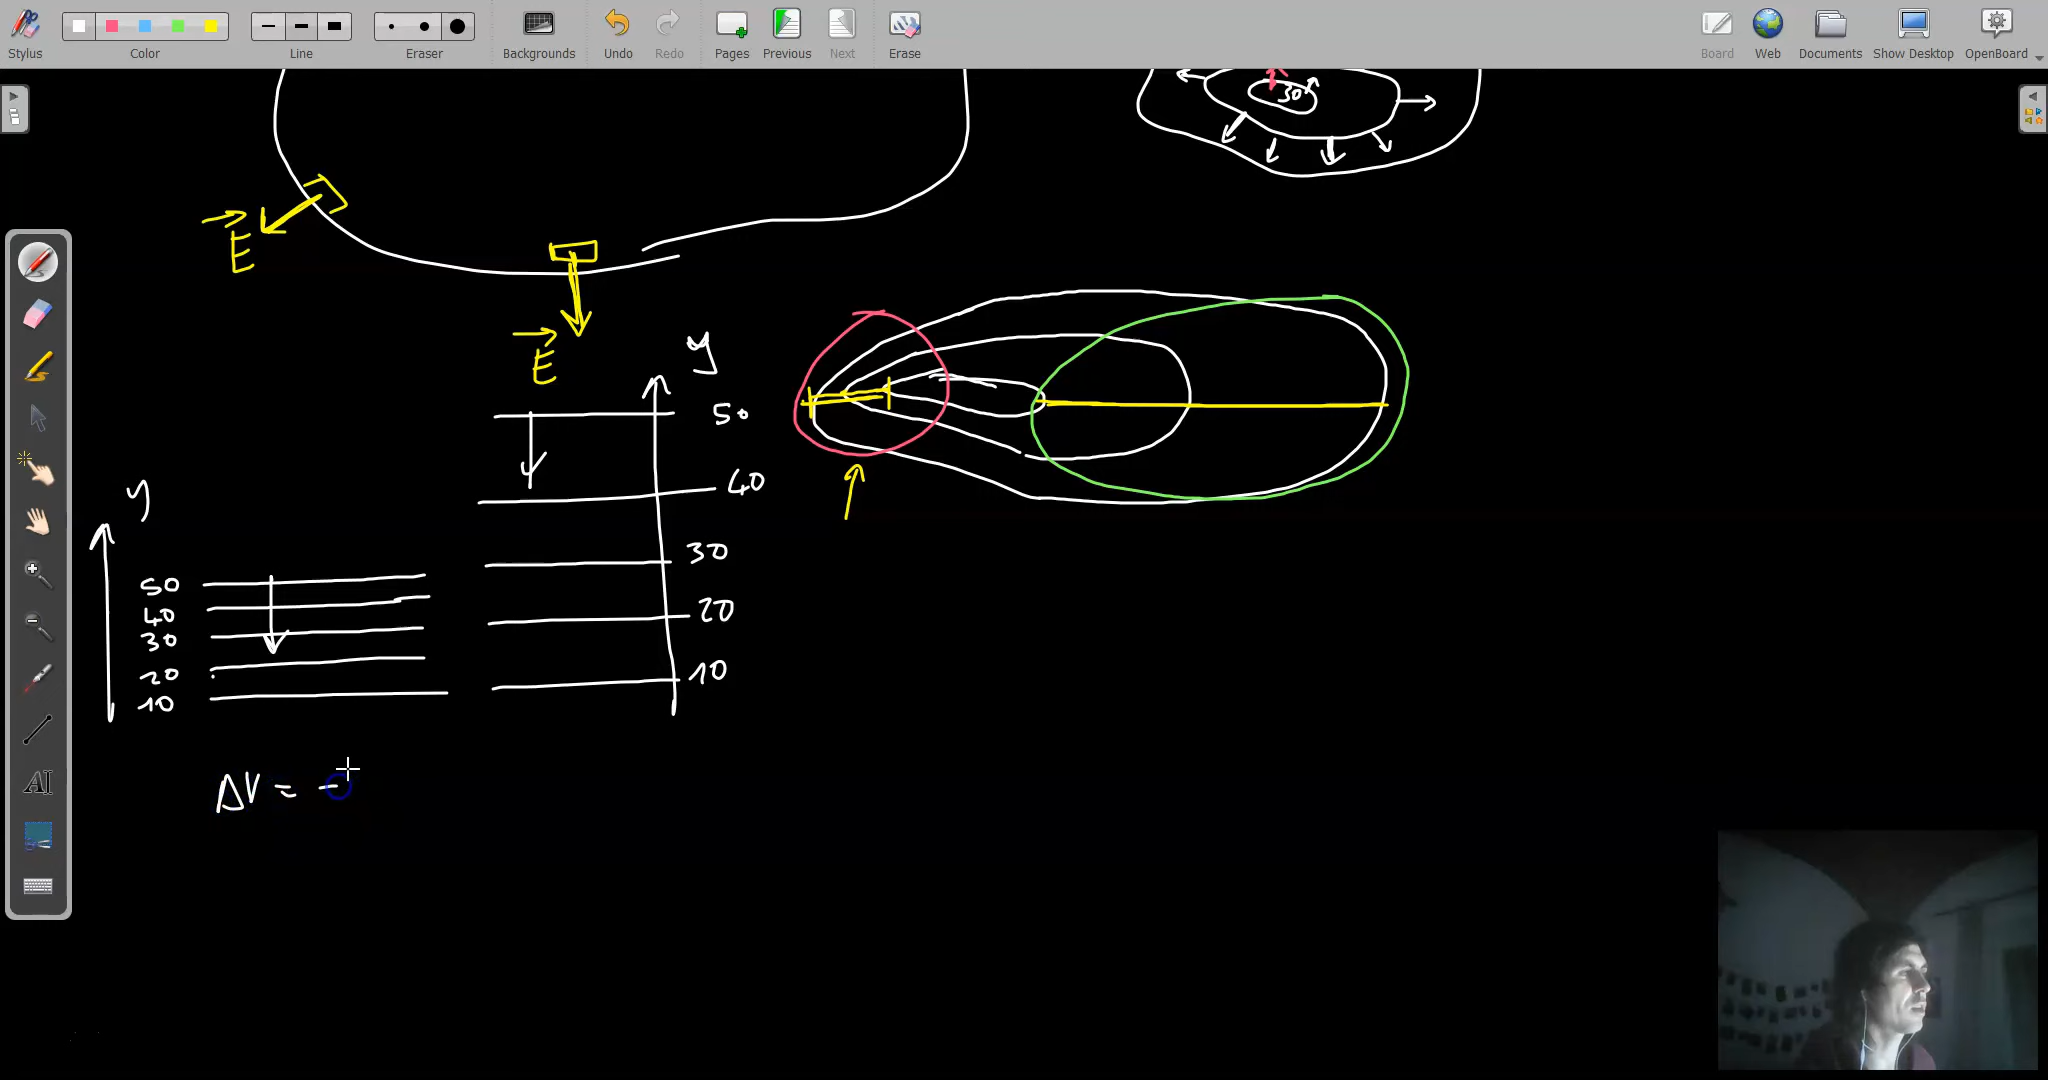 Stylus
Color
Line
Eraser
Backgrounds
Undo
Redo
Pages
Previous
Next
Erase
Board
Web
Documents
Show Desktop
OpenBoard
30
E
E
y
50
40
30
20
10
y
50
40
30
20
10
ΔV = -
AI